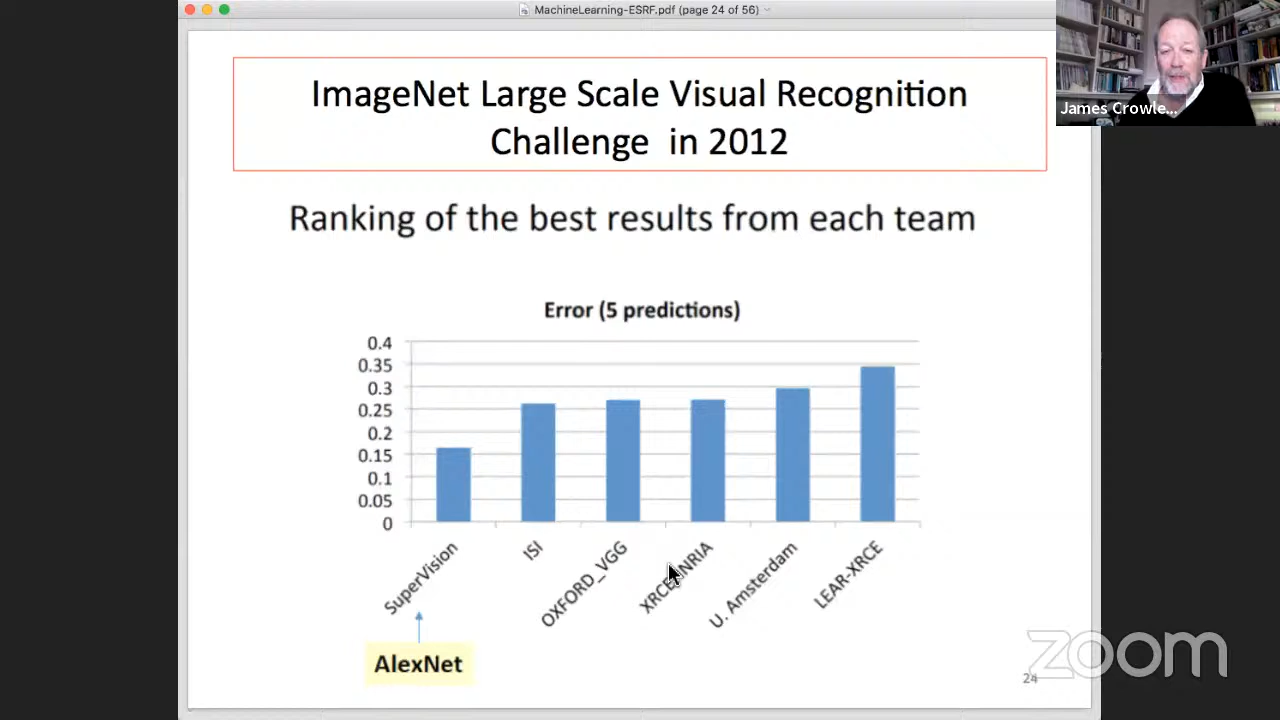 MachineLearning-ESRF.pdf (page 24 of 56)
James Crowle...
ImageNet Large Scale Visual Recognition
Challenge in 2012
Ranking of the best results from each team
Error (5 predictions)
0.4
0.35
0.3
0.25
0.2
0.15
0.1
0.05
0
SuperVision
ISI
OXFORD_VGG
U. Amsterdam
LEAR-XRCE
AlexNet
24
zoom